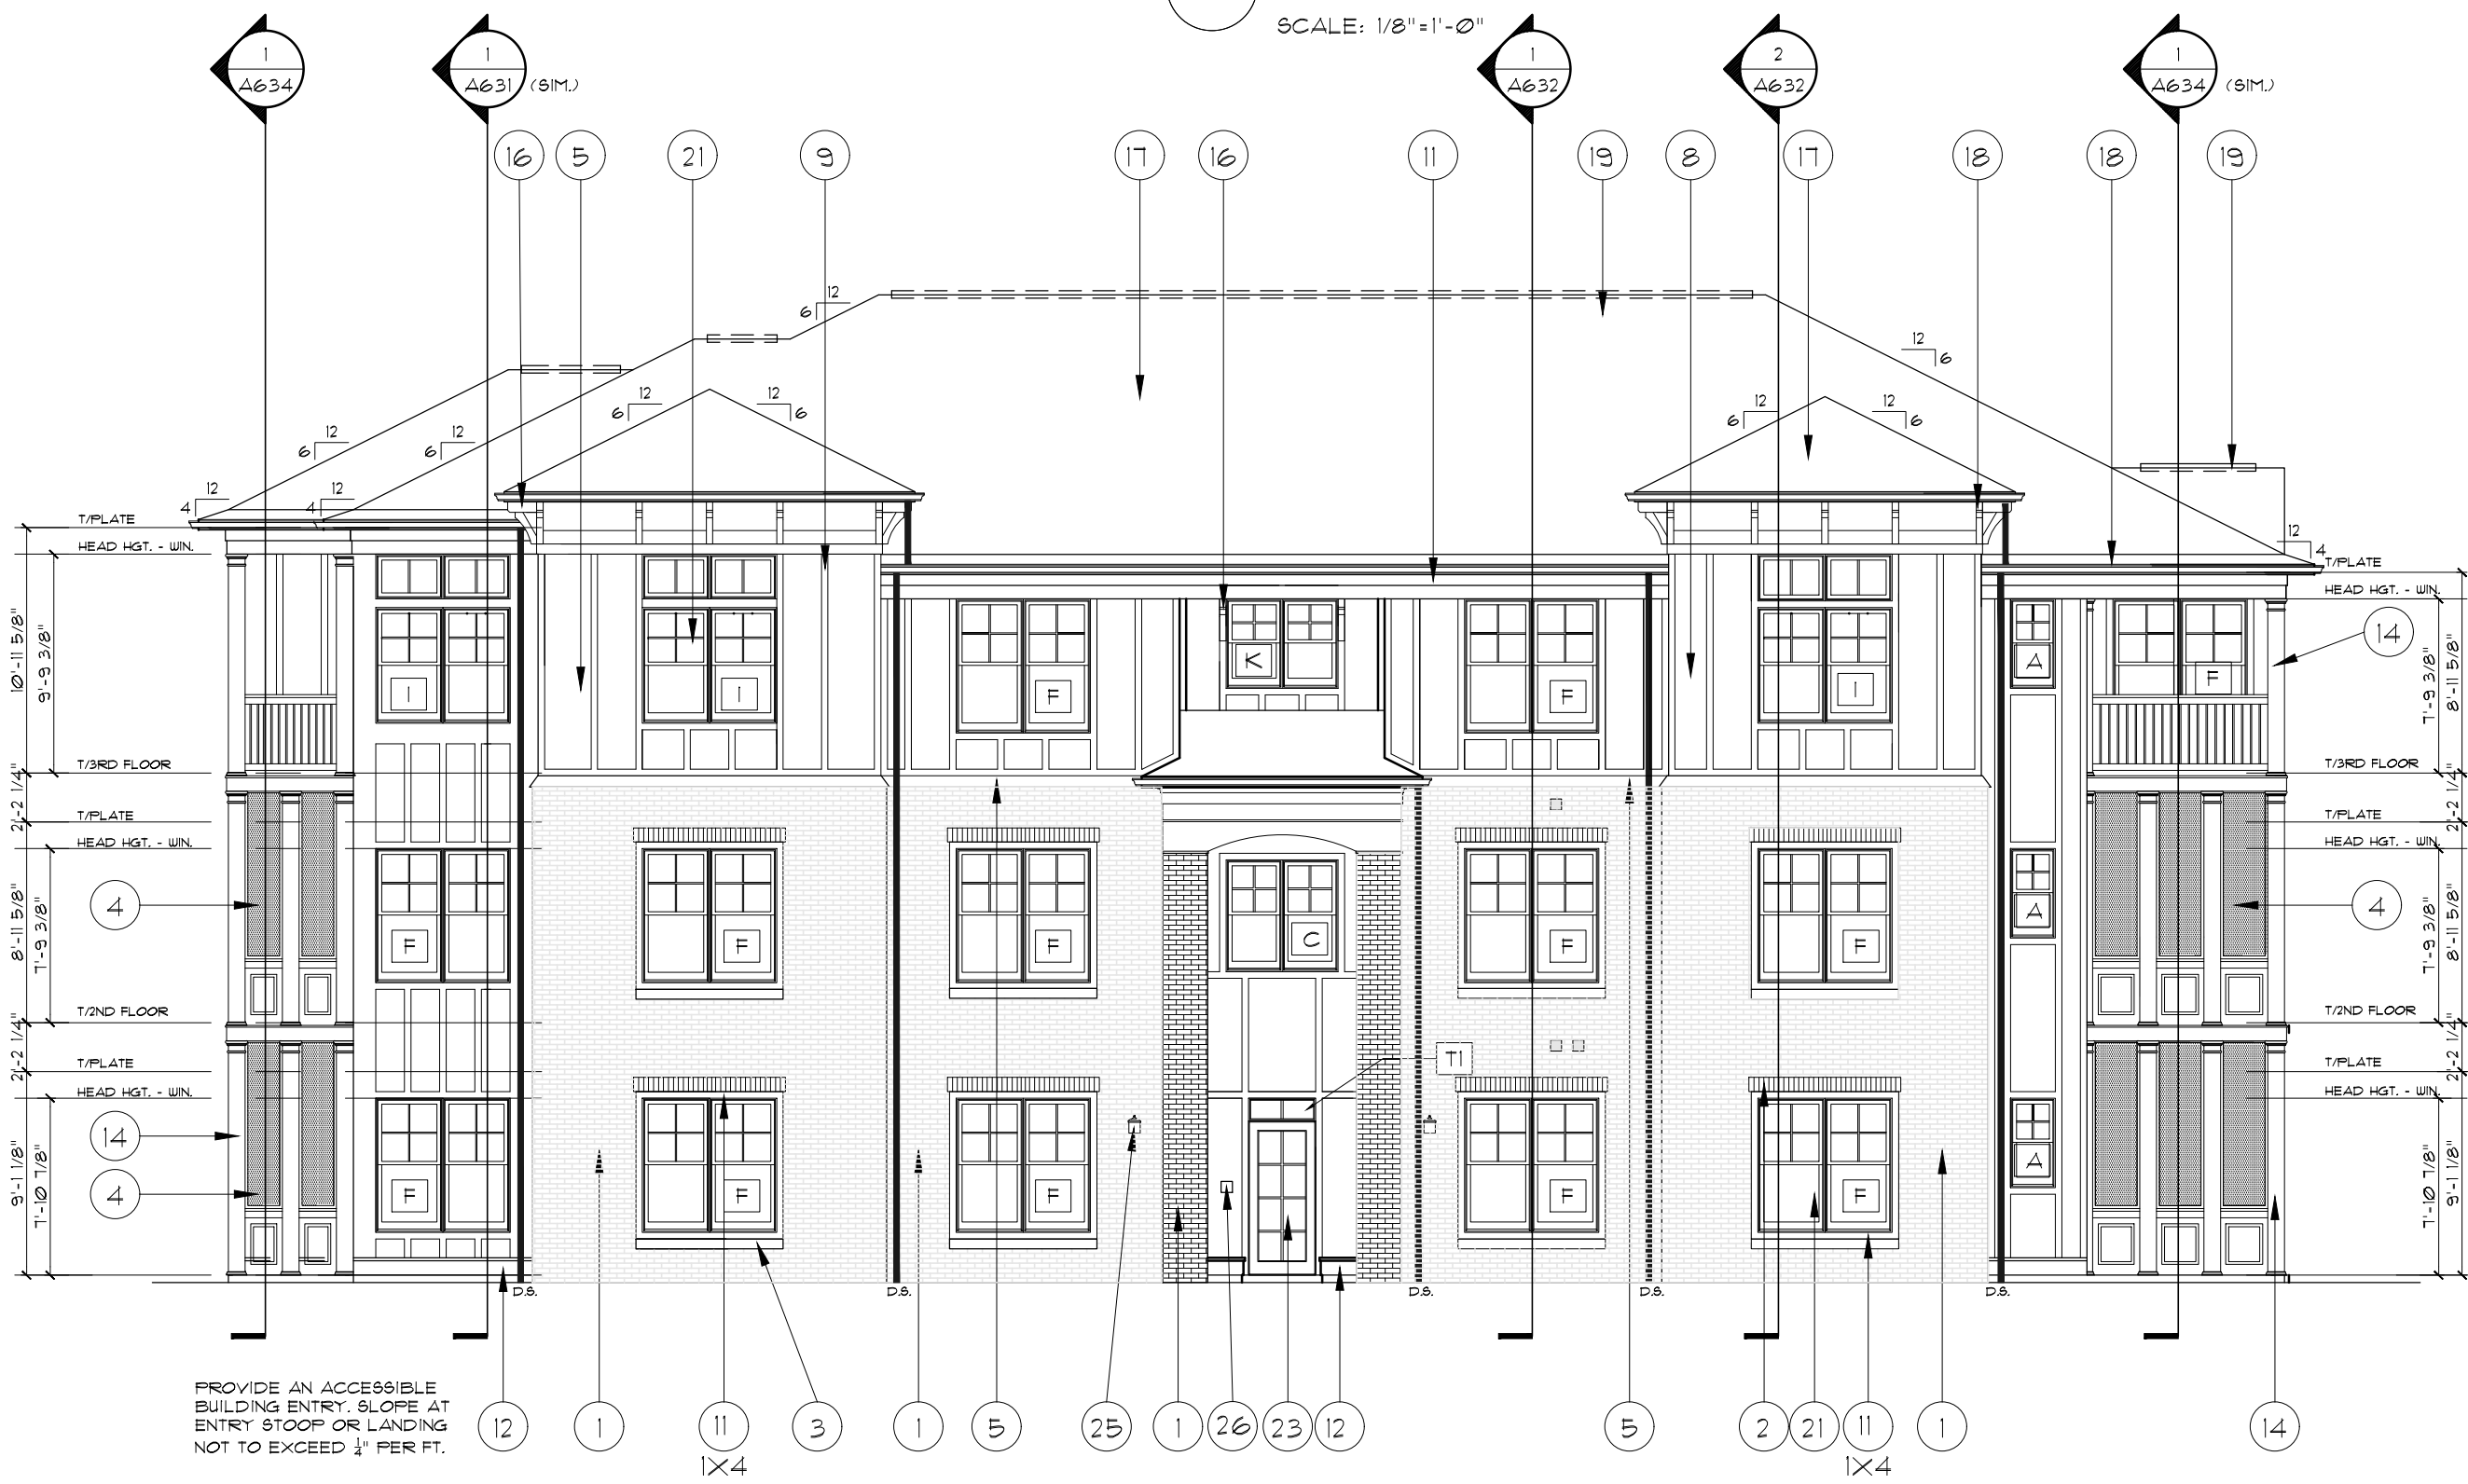 SCALE: 1/8"=1'-0"
1
A634
1
A631 (SIM.)
1
A632
2
A632
1
A634 (SIM.)
16 5 21 9 17 16 11 19 8 17 18 18 19
12
6
12
6
12
6
12
6
12
6
12
6
12
6
12
6
12
6
12
4
12
4
12
4
T/PLATE
HEAD HGT. - WIN.
T/3RD FLOOR
T/PLATE
HEAD HGT. - WIN.
T/2ND FLOOR
T/PLATE
HEAD HGT. - WIN.
10'-11 5/8"
9'-9 3/8"
2'-2 1/4"
8'-11 5/8"
7'-9 3/8"
2'-2 1/4"
9'-1 1/8"
7'-10 7/8"
4
14
4
I I F K F I A F
F F F C F F A
T1
F F F F F A
T/PLATE
HEAD HGT. - WIN.
T/3RD FLOOR
T/PLATE
HEAD HGT. - WIN.
T/2ND FLOOR
T/PLATE
HEAD HGT. - WIN.
7'-9 3/8"
8'-11 5/8"
2'-2 1/4"
7'-9 3/8"
8'-11 5/8"
2'-2 1/4"
7'-10 7/8"
9'-1 1/8"
14
4
D.S. D.S. D.S. D.S. D.S.
PROVIDE AN ACCESSIBLE
BUILDING ENTRY. SLOPE AT
ENTRY STOOP OR LANDING
NOT TO EXCEED 1/4" PER FT.
12 1 11 3 1 5 25 1 26 23 12 5 2 21 11 1 14
1X4 1X4